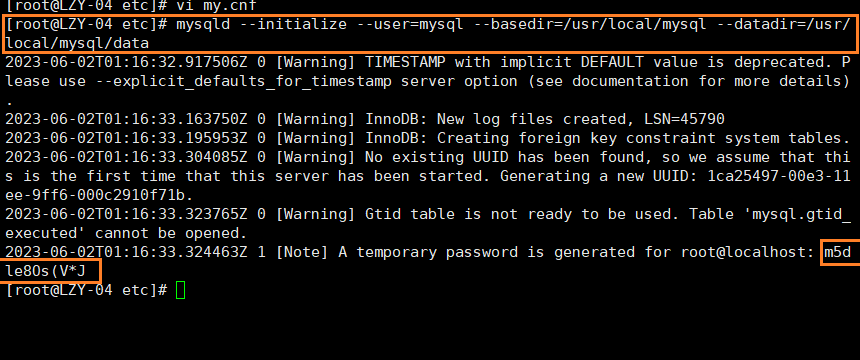 [root@LZY-04 etc]# vi my.cnf
[root@LZY-04 etc]# mysqld --initialize --user=mysql --basedir=/usr/local/mysql --datadir=/usr/
local/mysql/data
2023-06-02T01:16:32.917506Z 0 [Warning] TIMESTAMP with implicit DEFAULT value is deprecated. P
lease use --explicit_defaults_for_timestamp server option (see documentation for more details)
.
2023-06-02T01:16:33.163750Z 0 [Warning] InnoDB: New log files created, LSN=45790
2023-06-02T01:16:33.195953Z 0 [Warning] InnoDB: Creating foreign key constraint system tables.
2023-06-02T01:16:33.304085Z 0 [Warning] No existing UUID has been found, so we assume that thi
s is the first time that this server has been started. Generating a new UUID: 1ca25497-00e3-11
ee-9ff6-000c2910f71b.
2023-06-02T01:16:33.323765Z 0 [Warning] Gtid table is not ready to be used. Table 'mysql.gtid_
executed' cannot be opened.
2023-06-02T01:16:33.324463Z 1 [Note] A temporary password is generated for root@localhost: m5d
le8Os(V*J
[root@LZY-04 etc]#